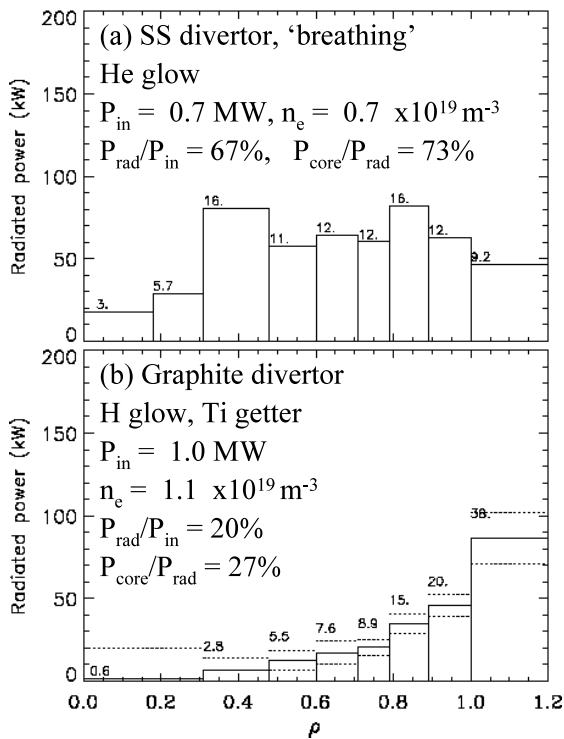 200
150
100
50
0
Radiated power (kW)
(a) SS divertor, ‘breathing’
He glow
P_in = 0.7 MW, n_e = 0.7 x10^19 m^-3
P_rad/P_in = 67%, P_core/P_rad = 73%
3.
5.7
16.
11.
12.
12.
16.
12.
9.2
200
150
100
50
0
Radiated power (kW)
(b) Graphite divertor
H glow, Ti getter
P_in = 1.0 MW
n_e = 1.1 x10^19 m^-3
P_rad/P_in = 20%
P_core/P_rad = 27%
0.6
2.8
5.5
7.6
8.9
15.
20.
38.
0.0 0.2 0.4 0.6 0.8 1.0 1.2
ρ